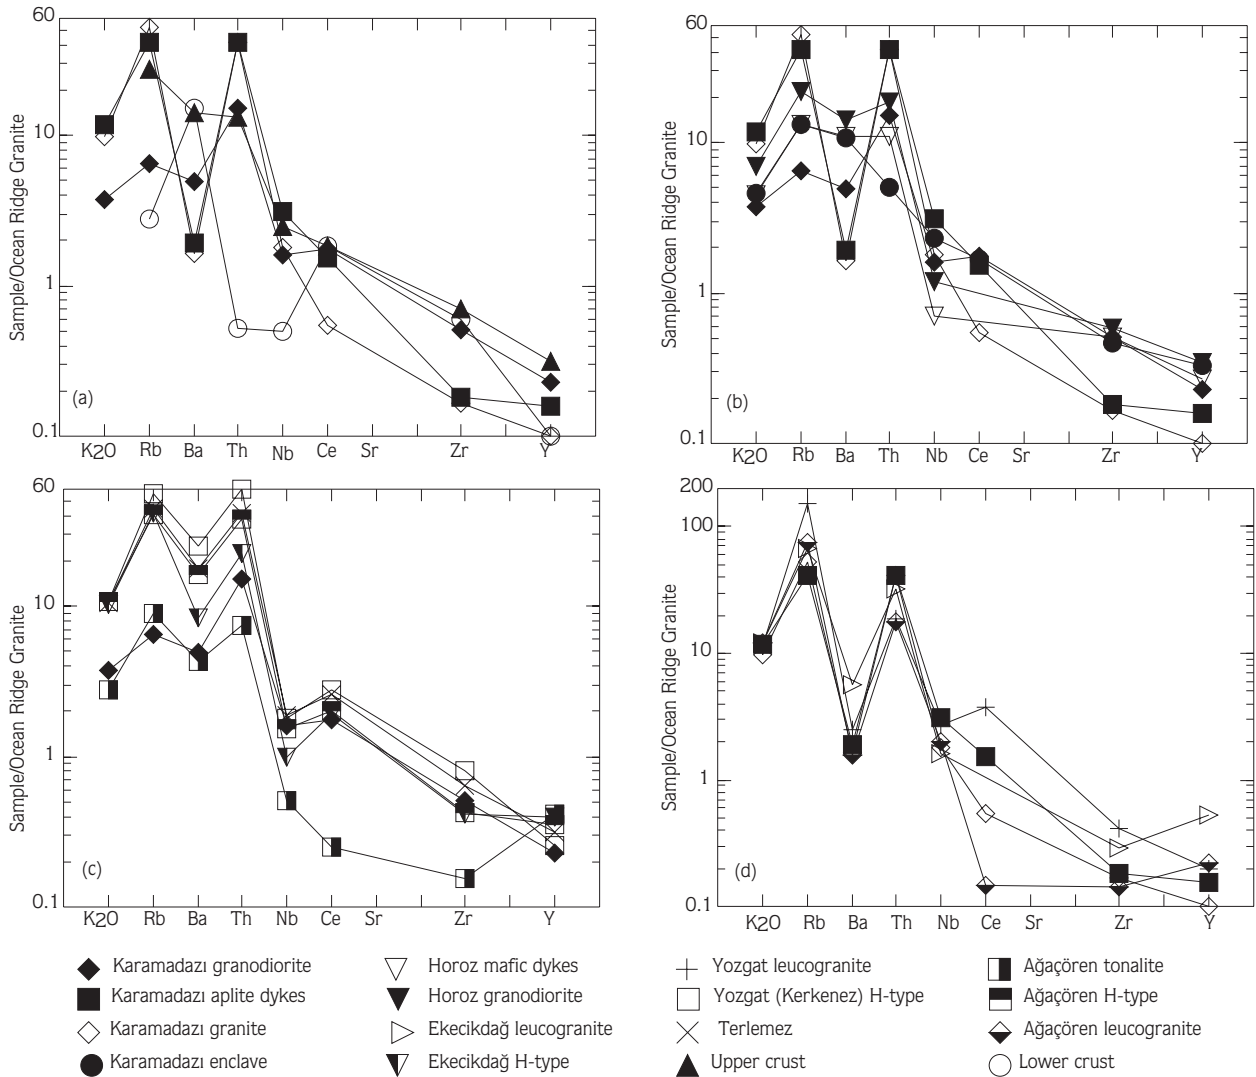 60
10
1
0.1
Sample/Ocean Ridge Granite
(a)
K2O Rb Ba Th Nb Ce Sr Zr Y
60
10
1
0.1
Sample/Ocean Ridge Granite
(b)
K2O Rb Ba Th Nb Ce Sr Zr Y
60
10
1
0.1
Sample/Ocean Ridge Granite
(c)
K2O Rb Ba Th Nb Ce Sr Zr Y
200
100
10
1
0.1
Sample/Ocean Ridge Granite
(d)
K2O Rb Ba Th Nb Ce Sr Zr Y
Karamadazı granodiorite
Karamadazı aplite dykes
Karamadazı granite
Karamadazı enclave
Horoz mafic dykes
Horoz granodiorite
Ekecikdağ leucogranite
Ekecikdağ H-type
Yozgat leucogranite
Yozgat (Kerkenez) H-type
Terlemez
Upper crust
Ağaçören tonalite
Ağaçören H-type
Ağaçören leucogranite
Lower crust